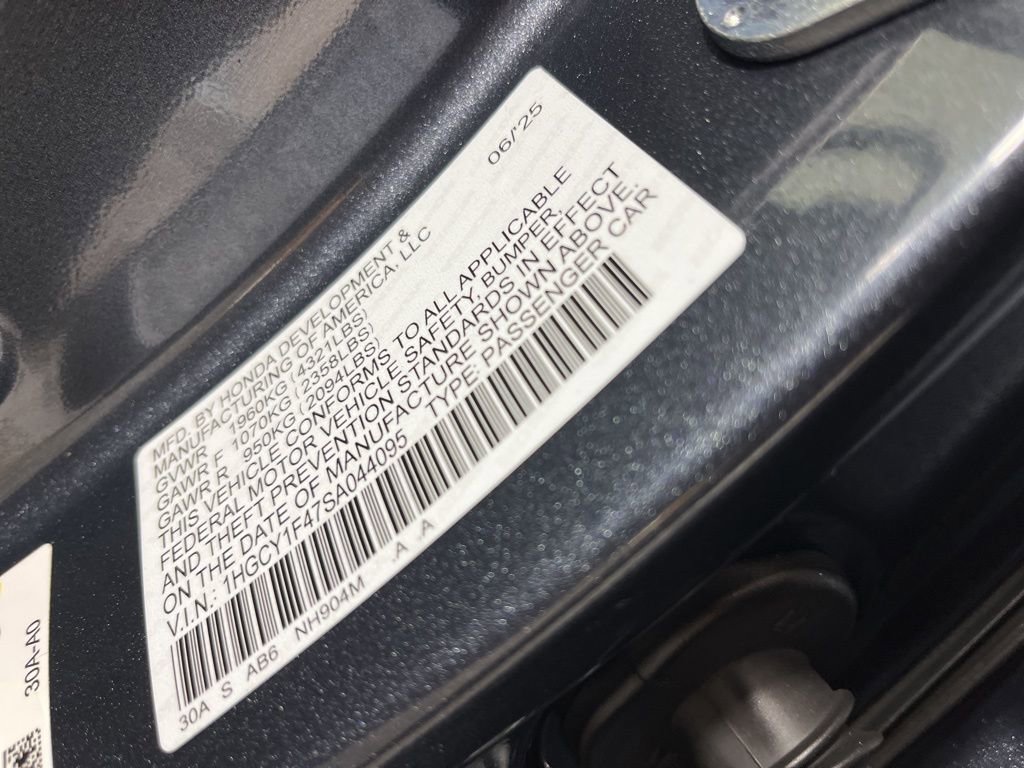 06/'25
MFD. BY HONDA DEVELOPMENT &
MANUFACTURING OF AMERICA, LLC
GVWR 1960KG ( 4321LBS)
GAWR F 1070KG ( 2358LBS)
GAWR R 950KG ( 2094LBS)
THIS VEHICLE CONFORMS TO ALL APPLICABLE
FEDERAL MOTOR VEHICLE SAFETY, BUMPER,
AND THEFT PREVENTION STANDARDS IN EFFECT
ON THE DATE OF MANUFACTURE SHOWN ABOVE.
V.I.N: 1HGCY1F47SA044095 TYPE: PASSENGER CAR
30A S AB6 NH904M A A
30A-A0